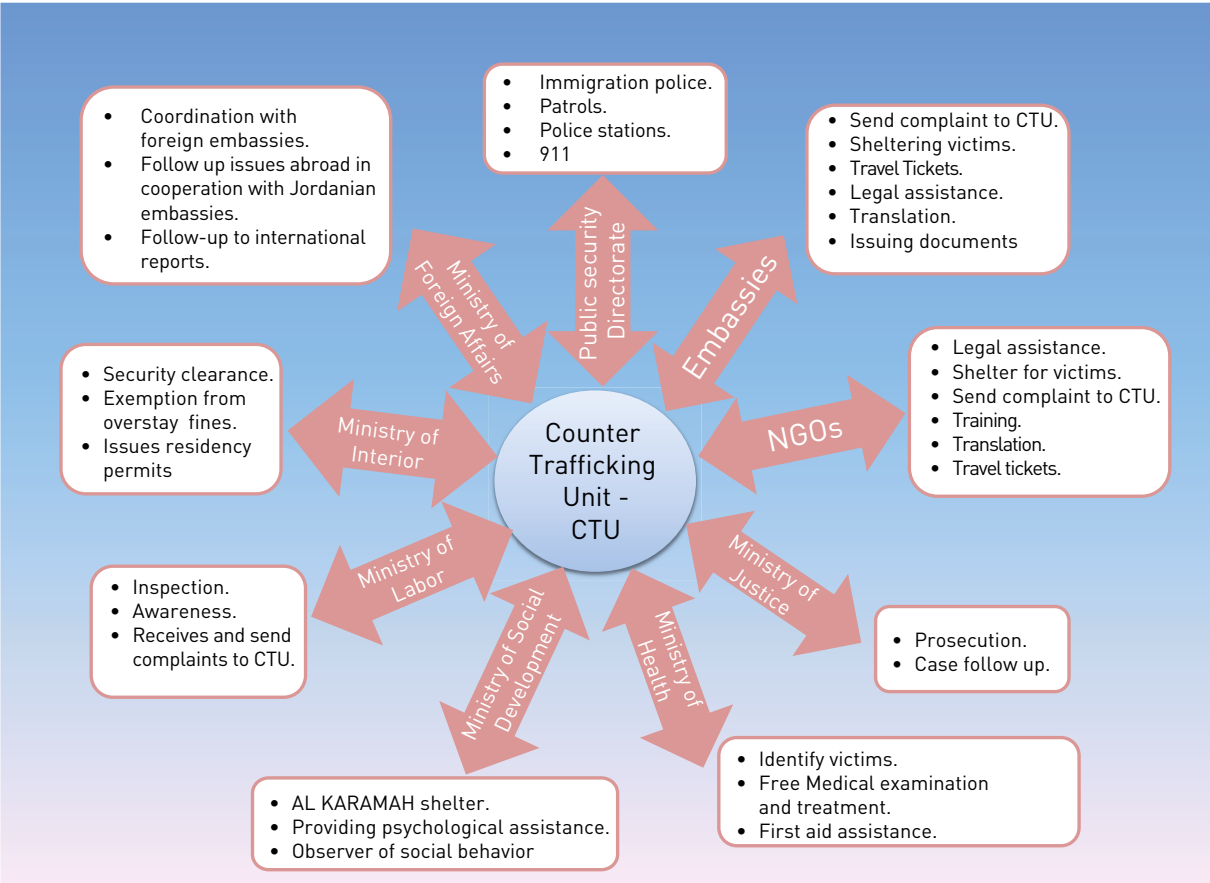 • Immigration police.
• Patrols.
• Police stations.
• 911
Public security
Directorate
• Send complaint to CTU.
• Sheltering victims.
• Travel Tickets.
• Legal assistance.
• Translation.
• Issuing documents
Embassies
• Legal assistance.
• Shelter for victims.
• Send complaint to CTU.
• Training.
• Translation.
• Travel tickets.
NGOs
• Prosecution.
• Case follow up.
Ministry of
Justice
• Identify victims.
• Free Medical examination
and treatment.
• First aid assistance.
Ministry of
Health
• AL KARAMAH shelter.
• Providing psychological assistance.
• Observer of social behavior
Ministry of Social
Development
• Inspection.
• Awareness.
• Receives and send
complaints to CTU.
Ministry of
Labor
• Security clearance.
• Exemption from
overstay fines.
• Issues residency
permits
Ministry of
Interior
• Coordination with
foreign embassies.
• Follow up issues abroad in
cooperation with Jordanian
embassies.
• Follow-up to international
reports.
Ministry of
Foreign Affairs
Counter
Trafficking
Unit -
CTU